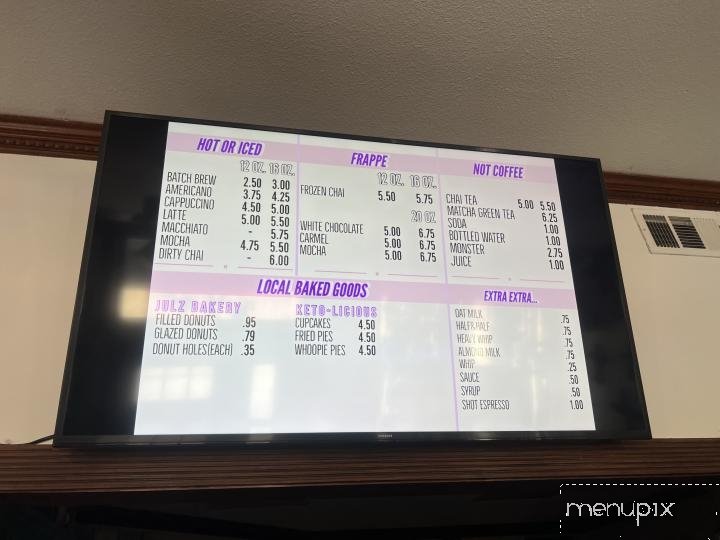 HOT OR ICED
12 OZ. 16 OZ.
BATCH BREW 2.50 3.00
AMERICANO 3.75 4.25
CAPPUCCINO 4.50 5.00
LATTE 5.00 5.50
MACCHIATO - 5.75
MOCHA 4.75 5.50
DIRTY CHAI - 6.00
FRAPPE
12 OZ. 16 OZ.
FROZEN CHAI 5.50 5.75
20 OZ
WHITE CHOCOLATE 5.00 6.75
CARMEL 5.00 6.75
MOCHA 5.00 6.75
NOT COFFEE
CHAI TEA 5.00 5.50
MATCHA GREEN TEA 6.25
SODA 1.00
BOTTLED WATER 1.00
MONSTER 2.75
JUICE 1.00
LOCAL BAKED GOODS
JULZ BAKERY
FILLED DONUTS .95
GLAZED DONUTS .79
DONUT HOLES(EACH) .35
KETO-LICIOUS
CUPCAKES 4.50
FRIED PIES 4.50
WHOOPIE PIES 4.50
EXTRA EXTRA...
OAT MILK .75
HALF&HALF .75
HEAVY WHIP .75
ALMOND MILK .75
WHIP .25
SAUCE .50
SYRUP .50
SHOT ESPRESSO 1.00
SAMSUNG
menupix